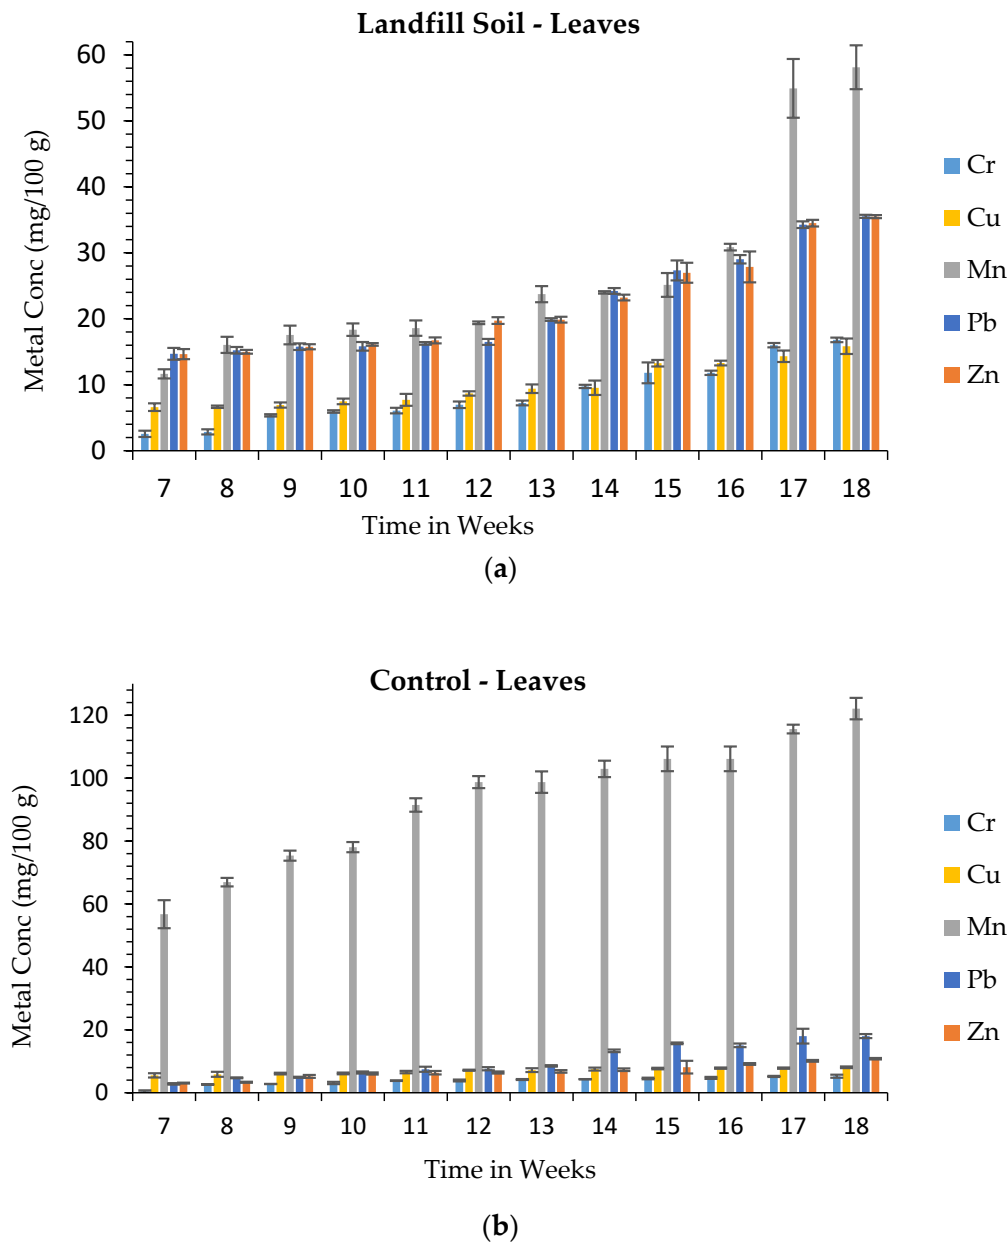 Landfill Soil - Leaves
60
50
40
30
20
10
0
Metal Conc (mg/100 g)
7 8 9 10 11 12 13 14 15 16 17 18
Time in Weeks
Cr
Cu
Mn
Pb
Zn
(a)
Control - Leaves
120
100
80
60
40
20
0
Metal Conc (mg/100 g)
7 8 9 10 11 12 13 14 15 16 17 18
Time in Weeks
Cr
Cu
Mn
Pb
Zn
(b)